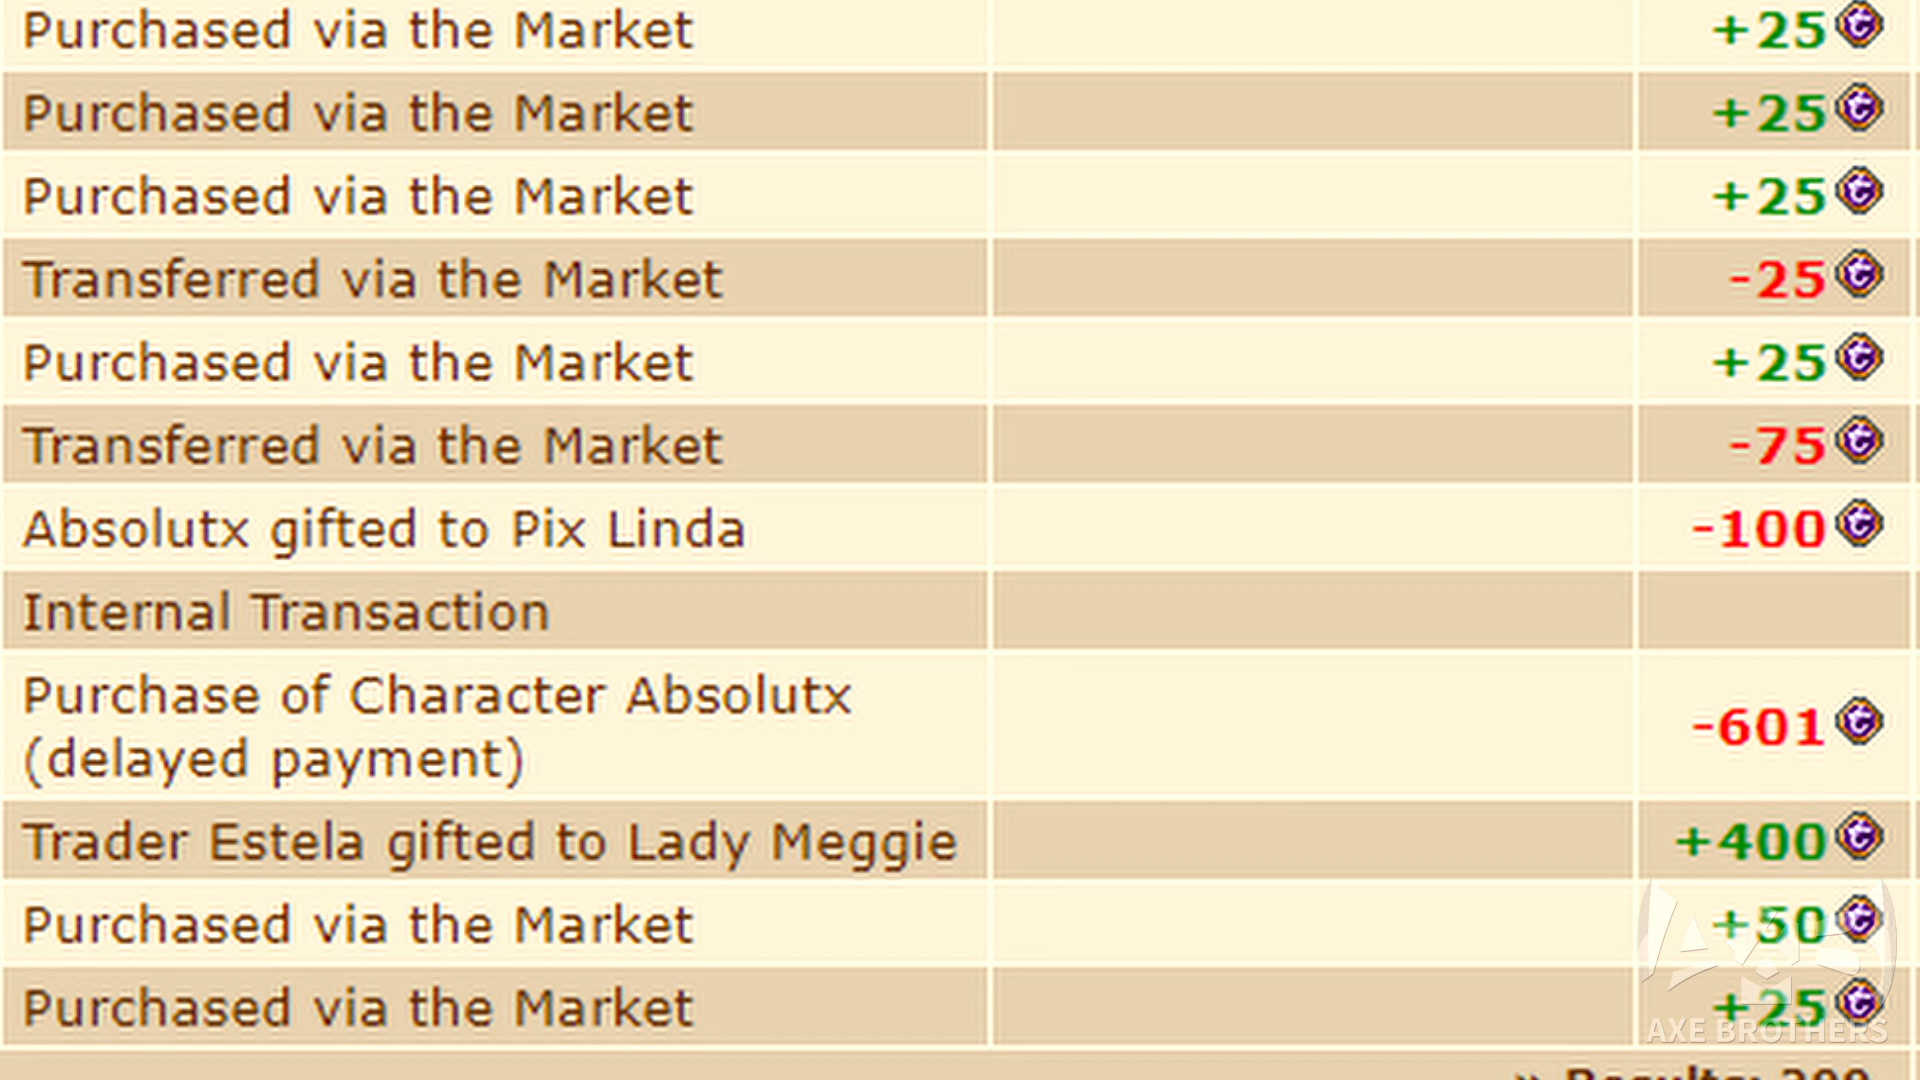 Purchased via the Market +25
Purchased via the Market +25
Purchased via the Market +25
Transferred via the Market -25
Purchased via the Market +25
Transferred via the Market -75
Absolutx gifted to Pix Linda -100
Internal Transaction
Purchase of Character Absolutx
(delayed payment) -601
Trader Estela gifted to Lady Meggie +400
Purchased via the Market +50
Purchased via the Market +25
AXE BROTHERS
» Results: